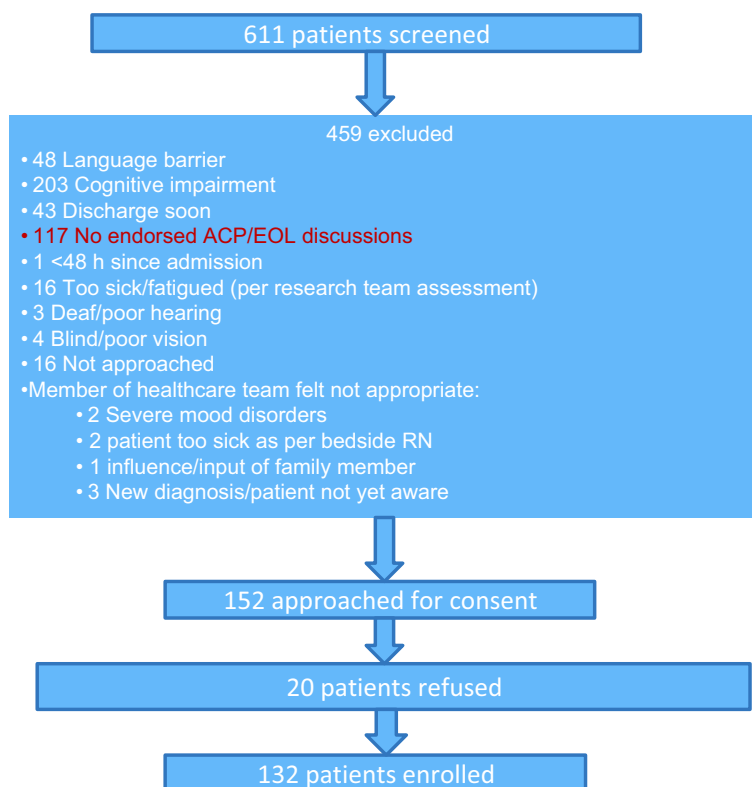 611 patients screened
459 excluded
• 48 Language barrier
• 203 Cognitive impairment
• 43 Discharge soon
• 117 No endorsed ACP/EOL discussions
• 1 <48 h since admission
• 16 Too sick/fatigued (per research team assessment)
• 3 Deaf/poor hearing
• 4 Blind/poor vision
• 16 Not approached
•Member of healthcare team felt not appropriate:
• 2 Severe mood disorders
• 2 patient too sick as per bedside RN
• 1 influence/input of family member
• 3 New diagnosis/patient not yet aware
152 approached for consent
20 patients refused
132 patients enrolled